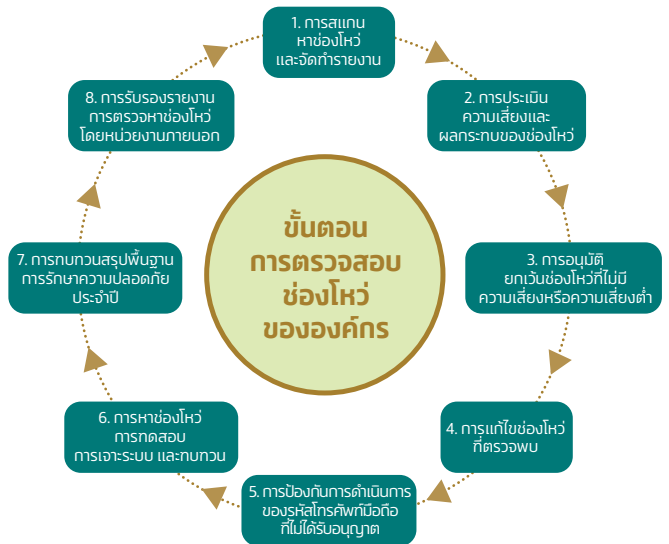 1. การสแกน
หาช่องโหว่
และจัดทำรายงาน
2. การประเมิน
ความเสี่ยงและ
ผลกระทบของช่องโหว่
3. การอนุมัติ
ยกเว้นช่องโหว่ที่ไม่มี
ความเสี่ยงหรือความเสี่ยงต่ำ
4. การแก้ไขช่องโหว่
ที่ตรวจพบ
5. การป้องกันการดำเนินการ
ของรหัสโทรศัพท์มือถือ
ที่ไม่ได้รับอนุญาต
6. การหาช่องโหว่
การทดสอบ
การเจาะระบบ และทบทวน
7. การทบทวนสรุปพื้นฐาน
การรักษาความปลอดภัย
ประจำปี
8. การรับรองรายงาน
การตรวจหาช่องโหว่
โดยหน่วยงานภายนอก
ขั้นตอน
การตรวจสอบ
ช่องโหว่
ขององค์กร